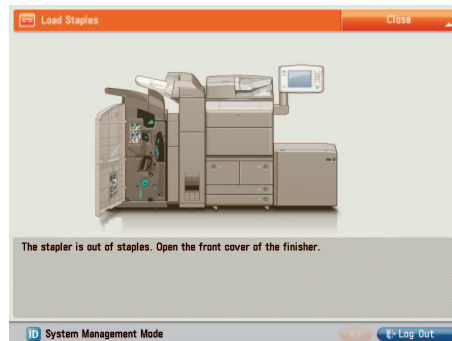 Load Staples
Close
The stapler is out of staples. Open the front cover of the finisher.
ID System Management Mode
Log Out